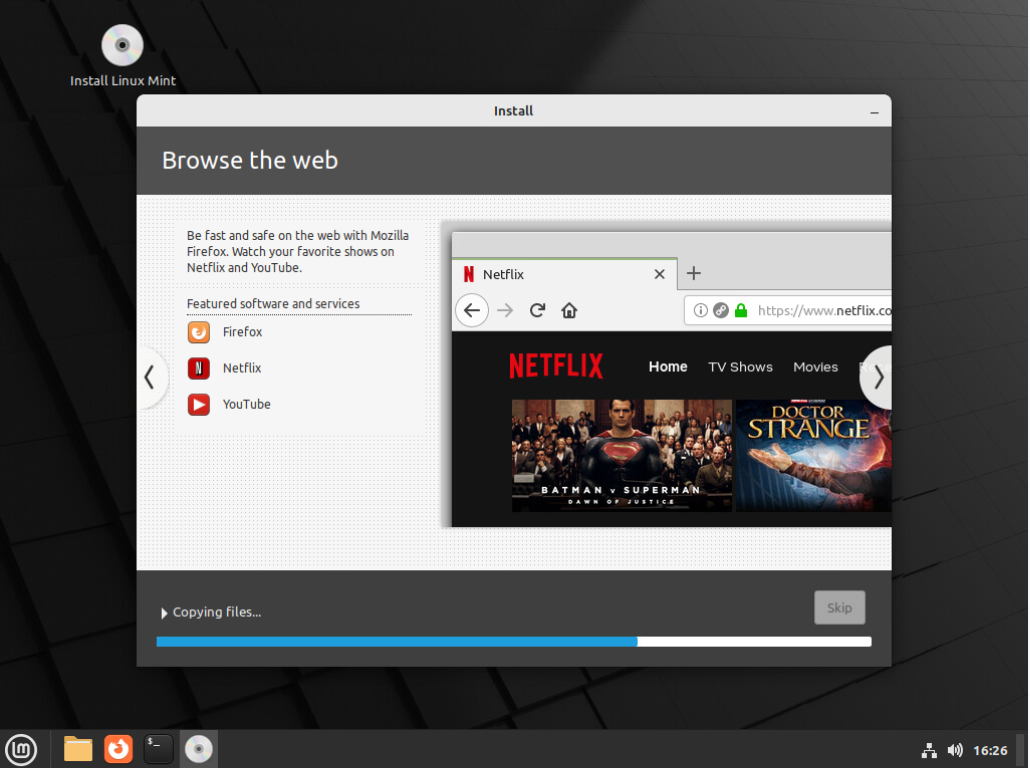 Install Linux Mint
Install
Browse the web
Be fast and safe on the web with Mozilla
Firefox. Watch your favorite shows on
Netflix and YouTube.
Featured software and services
Firefox
Netflix
YouTube
Netflix
https://www.netflix.co
NETFLIX
Home TV Shows Movies
BATMAN v SUPERMAN
DAWN OF JUSTICE
DOCTOR
STRANGE
Copying files...
Skip
16:26